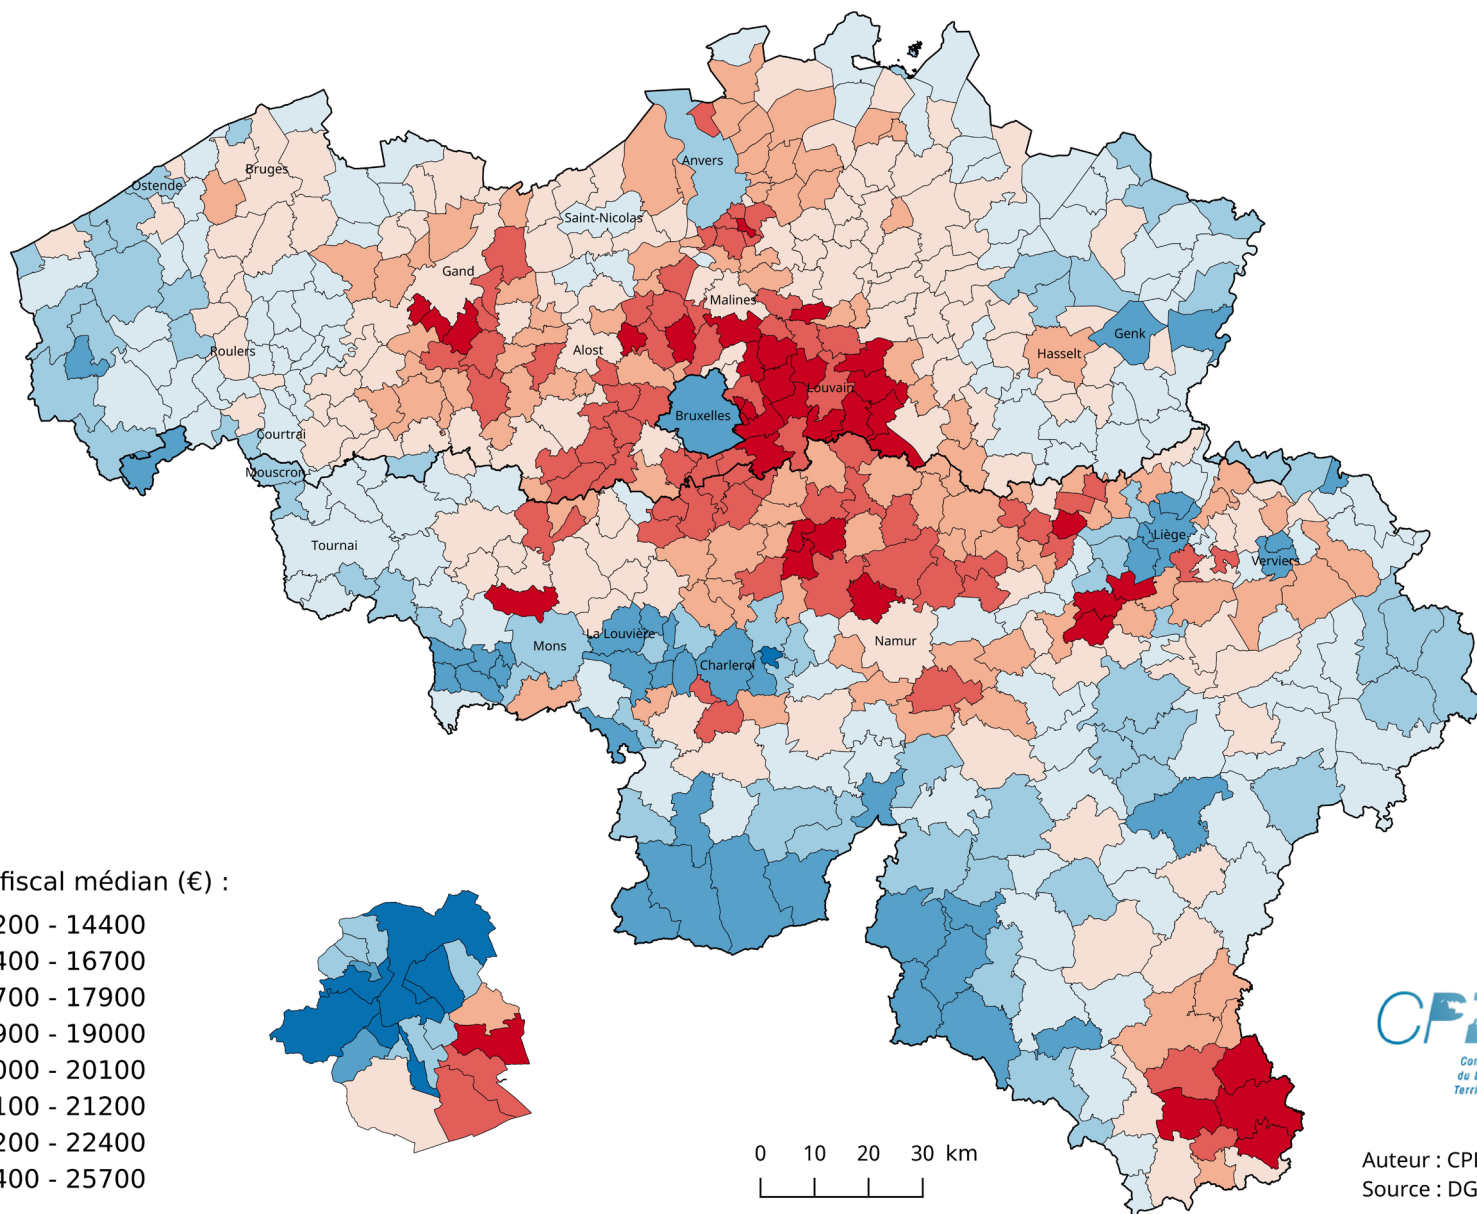 Anvers
Bruges
Ostende
Saint-Nicolas
Gand
Malines
Genk
Roulers
Alost
Hasselt
Louvain
Bruxelles
Courtrai
Mouscron
Tournai
Liège
Verviers
La Louvière
Mons
Namur
Charleroi
fiscal médian (€) :
200 - 14400
400 - 16700
700 - 17900
900 - 19000
000 - 20100
100 - 21200
200 - 22400
400 - 25700
0 10 20 30 km
Auteur :
Source :